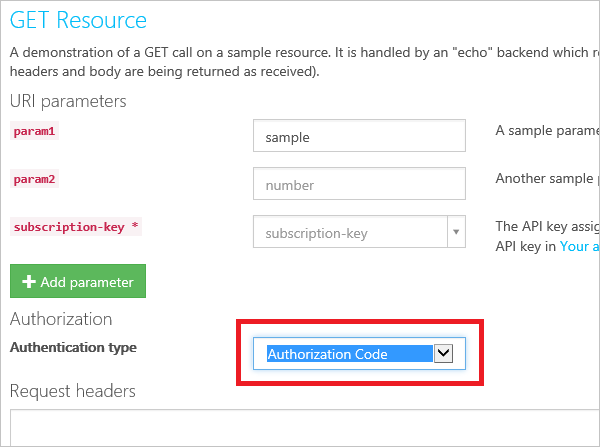 GET Resource
A demonstration of a GET call on a sample resource. It is handled by an "echo" backend which
headers and body are being returned as received).
URI parameters
param1 sample A sample
param2 number Another sample
subscription-key * subscription-key The API key
API key in Your
+ Add parameter
Authorization
Authentication type Authorization Code
Request headers